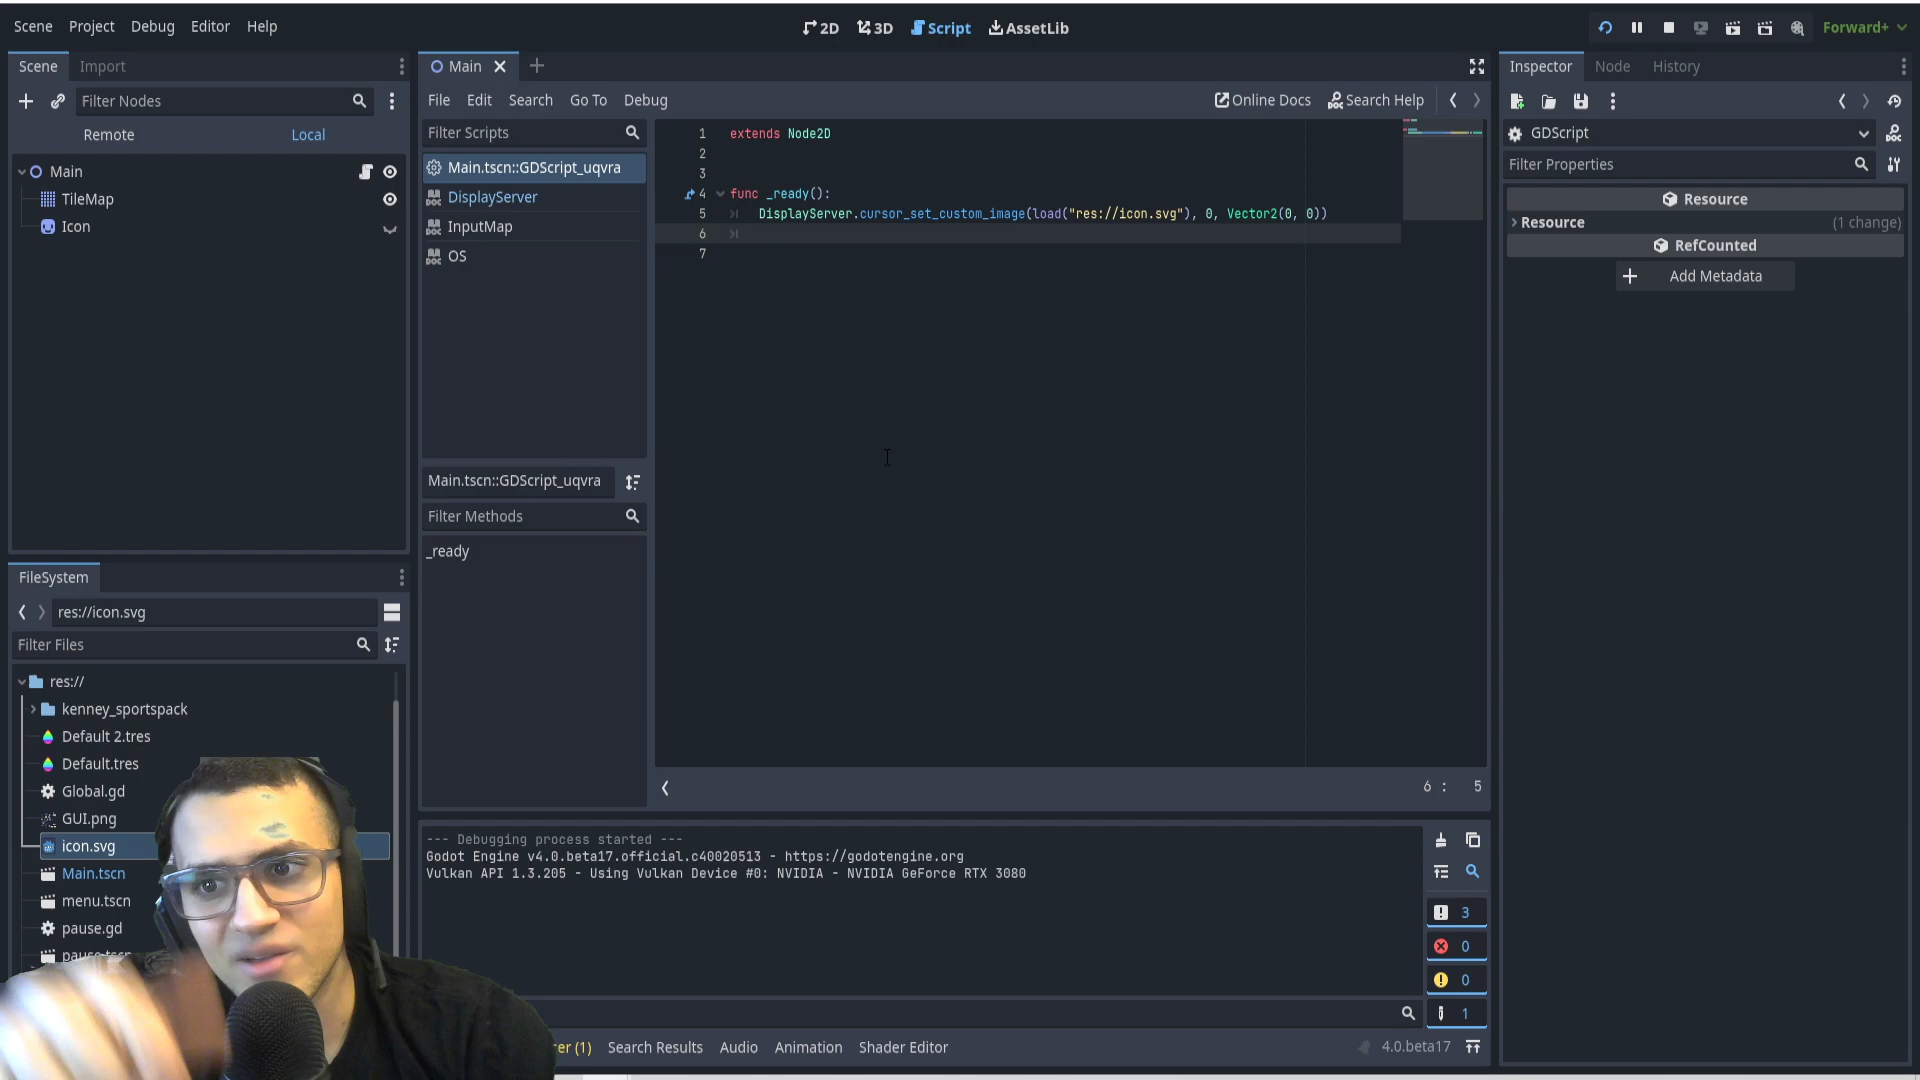 Scene Project Debug Editor Help
2D 3D Script AssetLib
Forward+
Scene Import
Filter Nodes
Remote Local
Main
TileMap
Icon
FileSystem
res://icon.svg
Filter Files
res://
kenney_sportspack
Default 2.tres
Default.tres
Global.gd
GUI.png
icon.svg
Main.tscn
menu.tscn
pause.gd
pause.tscn
Main
File Edit Search Go To Debug
Online Docs Search Help
Filter Scripts
Main.tscn::GDScript_uqvra
DisplayServer
InputMap
OS
Main.tscn::GDScript_uqvra
Filter Methods
_ready
1 extends Node2D
2
3
4 func _ready():
5 DisplayServer.cursor_set_custom_image(load("res://icon.svg"), 0, Vector2(0, 0))
6
7
6 : 5
--- Debugging process started ---
Godot Engine v4.0.beta17.official.c40020513 - https://godotengine.org
Vulkan API 1.3.205 - Using Vulkan Device #0: NVIDIA - NVIDIA GeForce RTX 3080
3
0
0
1
(1) Search Results Audio Animation Shader Editor
4.0.beta17
Inspector Node History
GDScript
Filter Properties
Resource
Resource (1 change)
RefCounted
Add Metadata